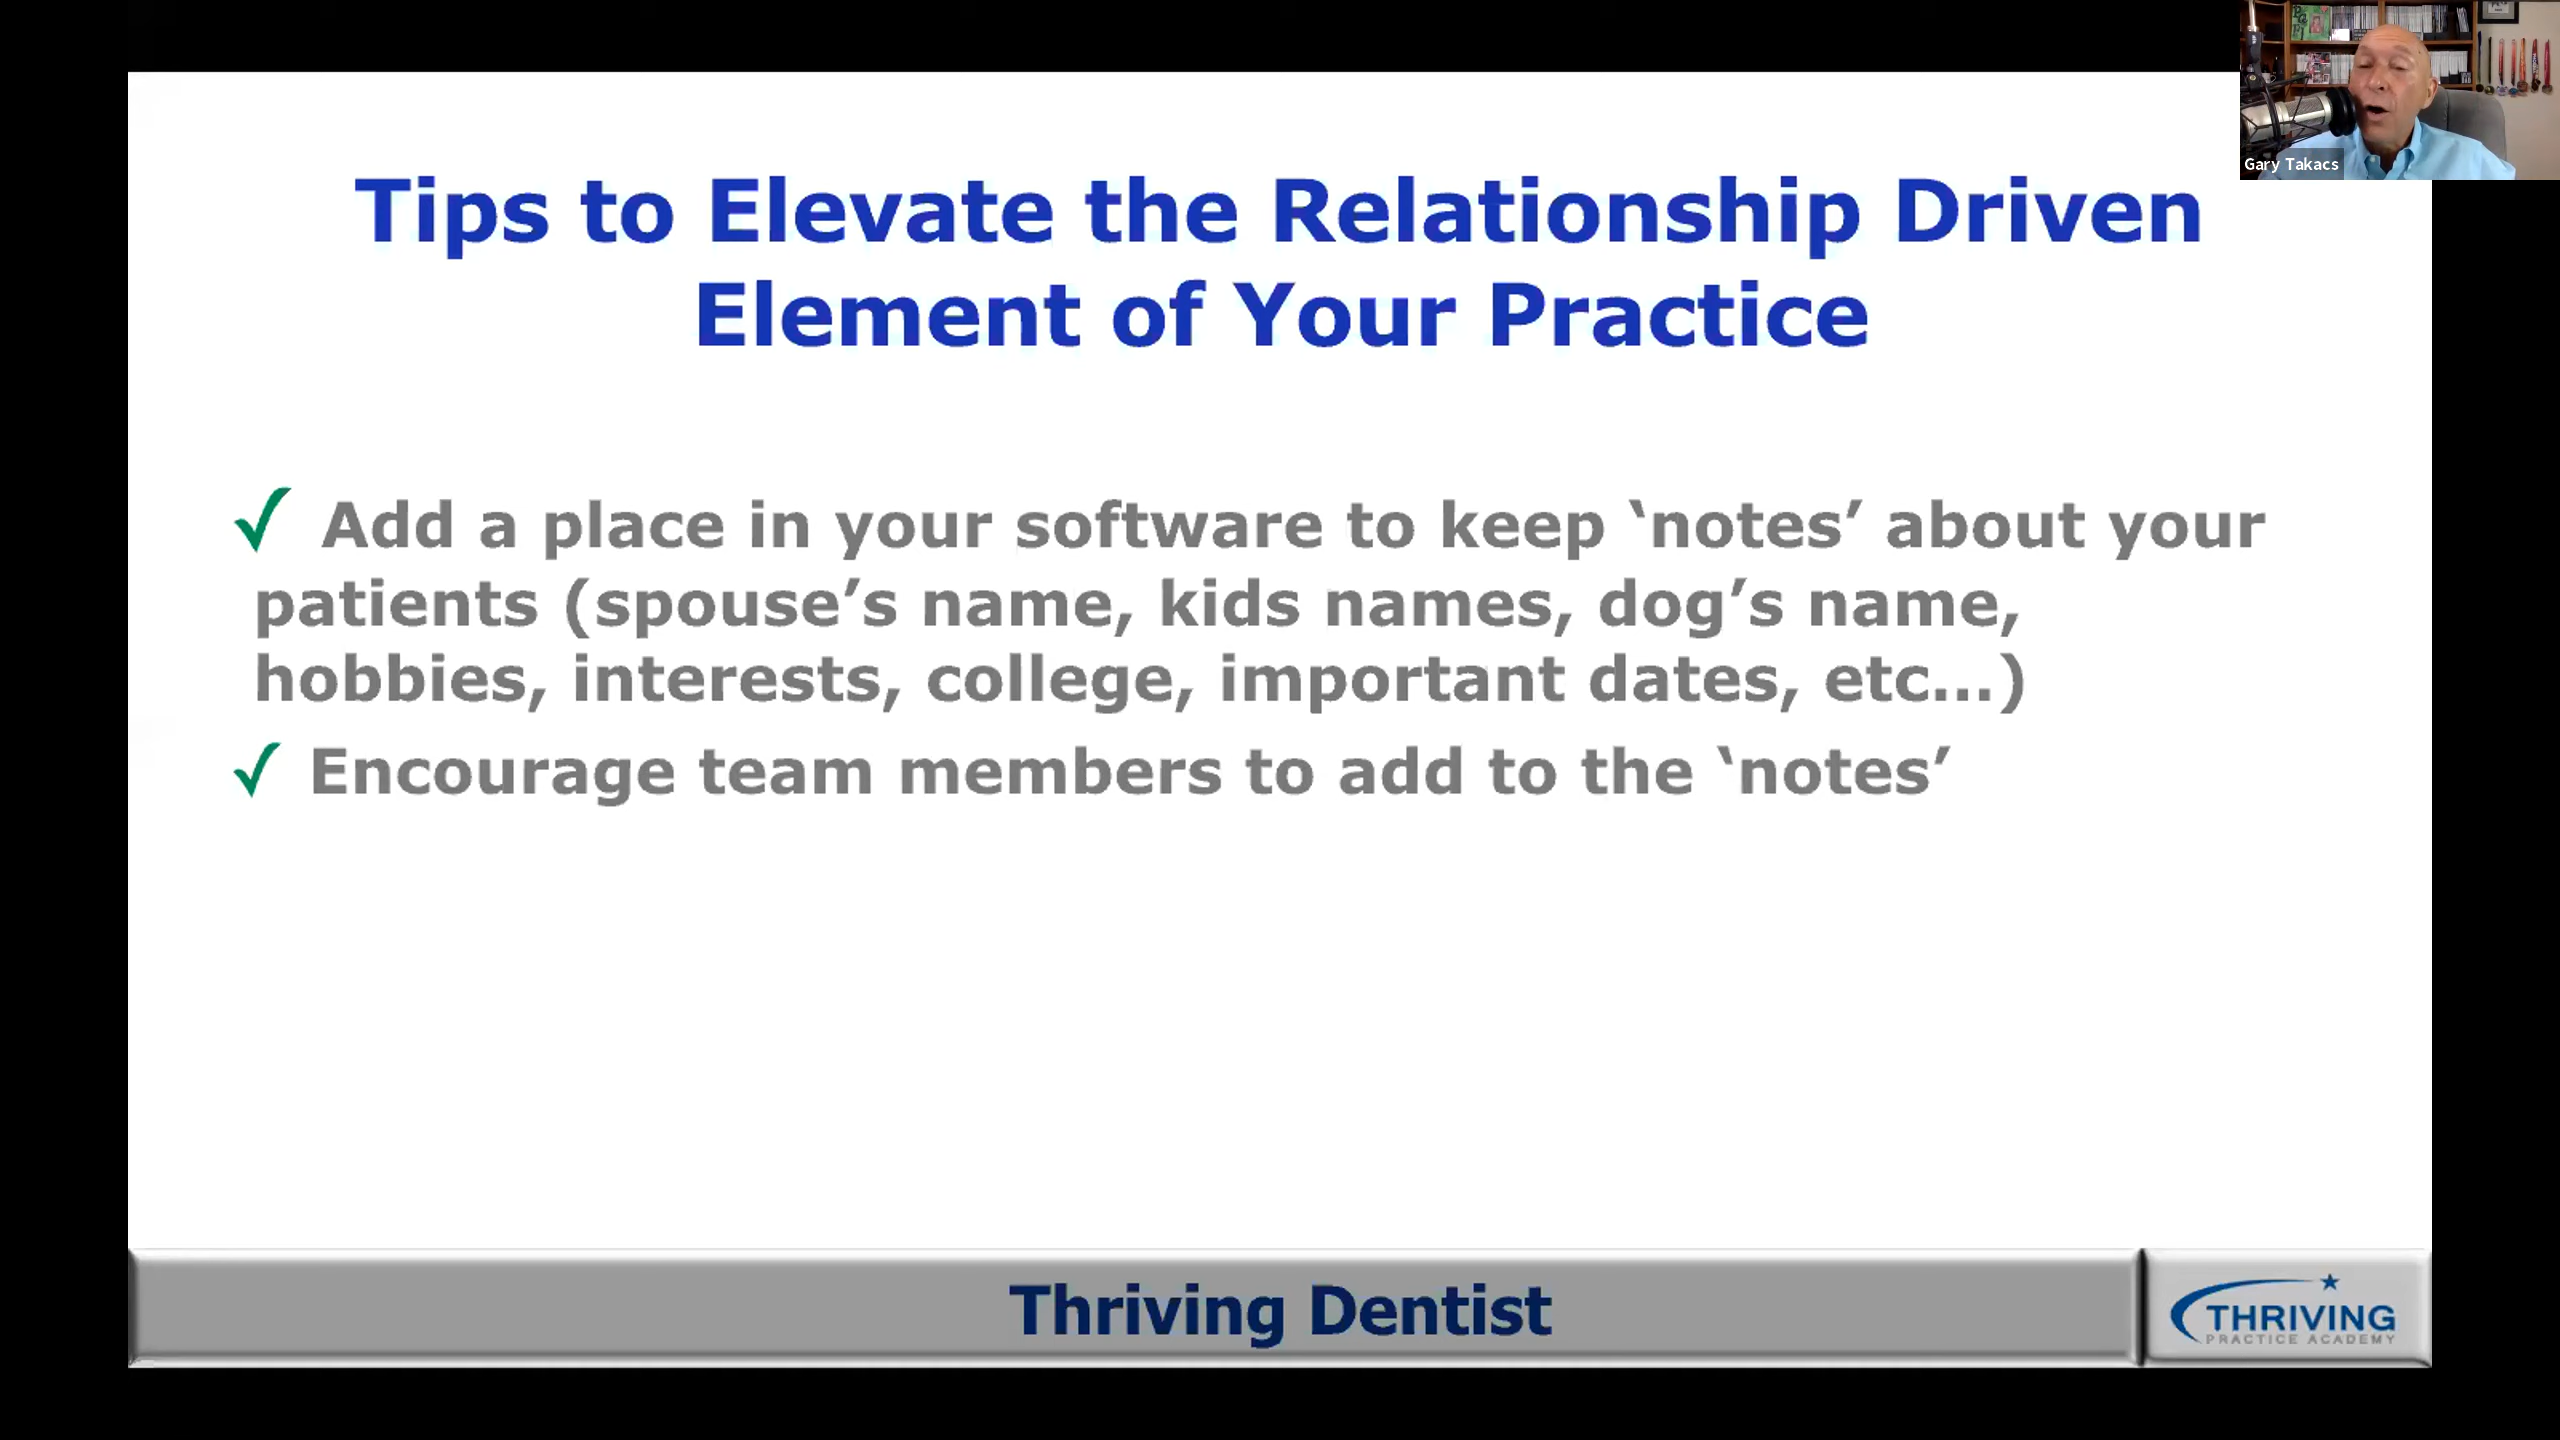 Gary Takacs
Tips to Elevate the Relationship Driven
Element of Your Practice
✓ Add a place in your software to keep ‘notes’ about your
patients (spouse’s name, kids names, dog’s name,
hobbies, interests, college, important dates, etc…)
✓ Encourage team members to add to the ‘notes’
Thriving Dentist
THRIVING
PRACTICE ACADEMY